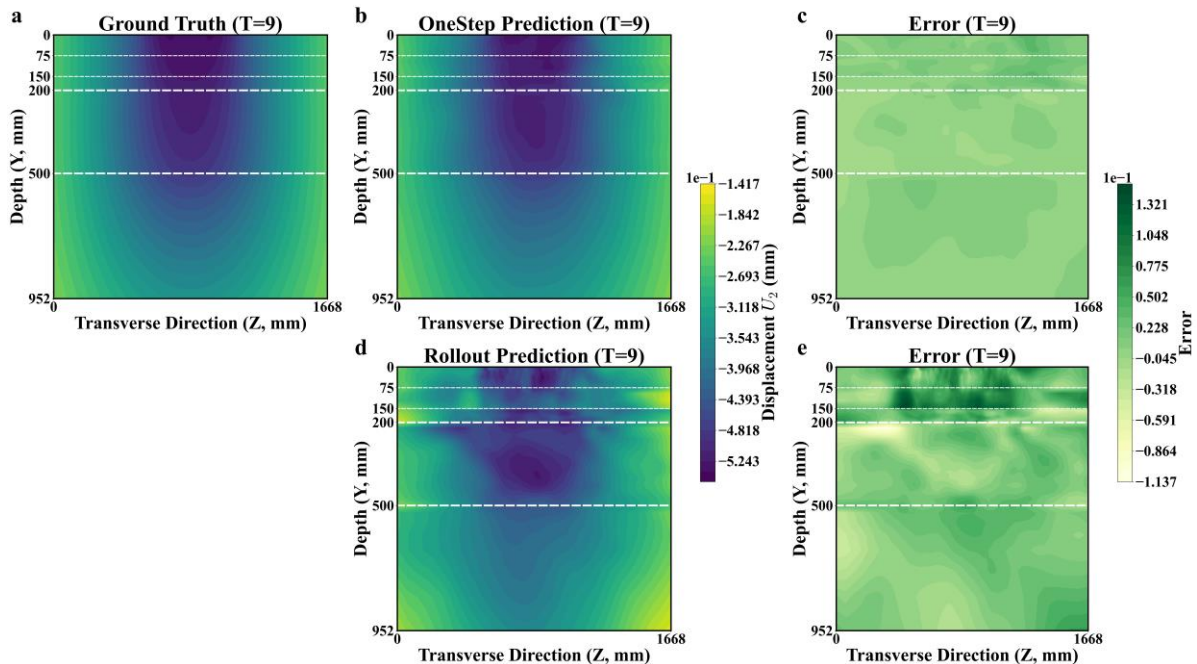 a
Ground Truth (T=9)
0
75
150
200
500
952
Depth (Y, mm)
0
1668
Transverse Direction (Z, mm)
b
OneStep Prediction (T=9)
0
75
150
200
500
952
Depth (Y, mm)
0
1668
Transverse Direction (Z, mm)
1e−1
−1.417
−1.842
−2.267
−2.693
−3.118
−3.543
−3.968
−4.393
−4.818
−5.243
Displacement U₂ (mm)
c
Error (T=9)
0
75
150
200
500
952
Depth (Y, mm)
0
1668
Transverse Direction (Z, mm)
1e−1
1.321
1.048
0.775
0.502
0.228
−0.045
−0.318
−0.591
−0.864
−1.137
Error
d
Rollout Prediction (T=9)
0
75
150
200
500
952
Depth (Y, mm)
0
1668
Transverse Direction (Z, mm)
e
Error (T=9)
0
75
150
200
500
952
Depth (Y, mm)
0
1668
Transverse Direction (Z, mm)